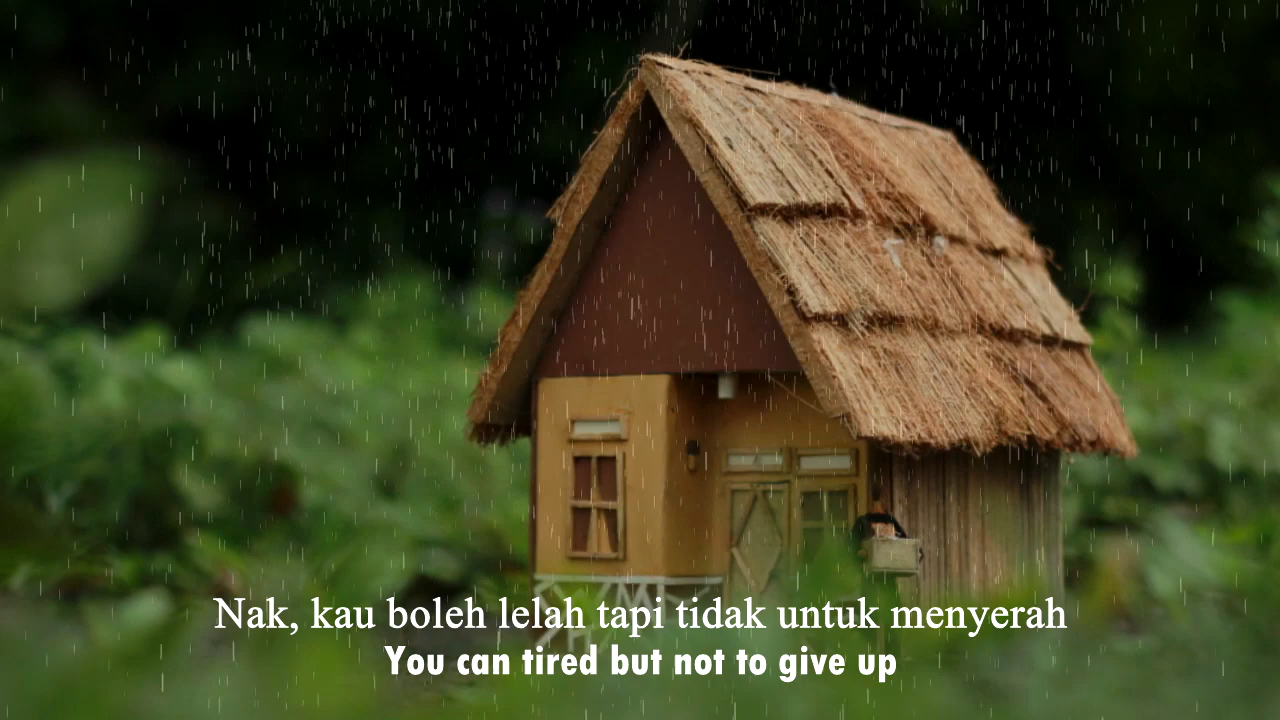 Nak, kau boleh lelah tapi tidak untuk menyerah
You can tired but not to give up